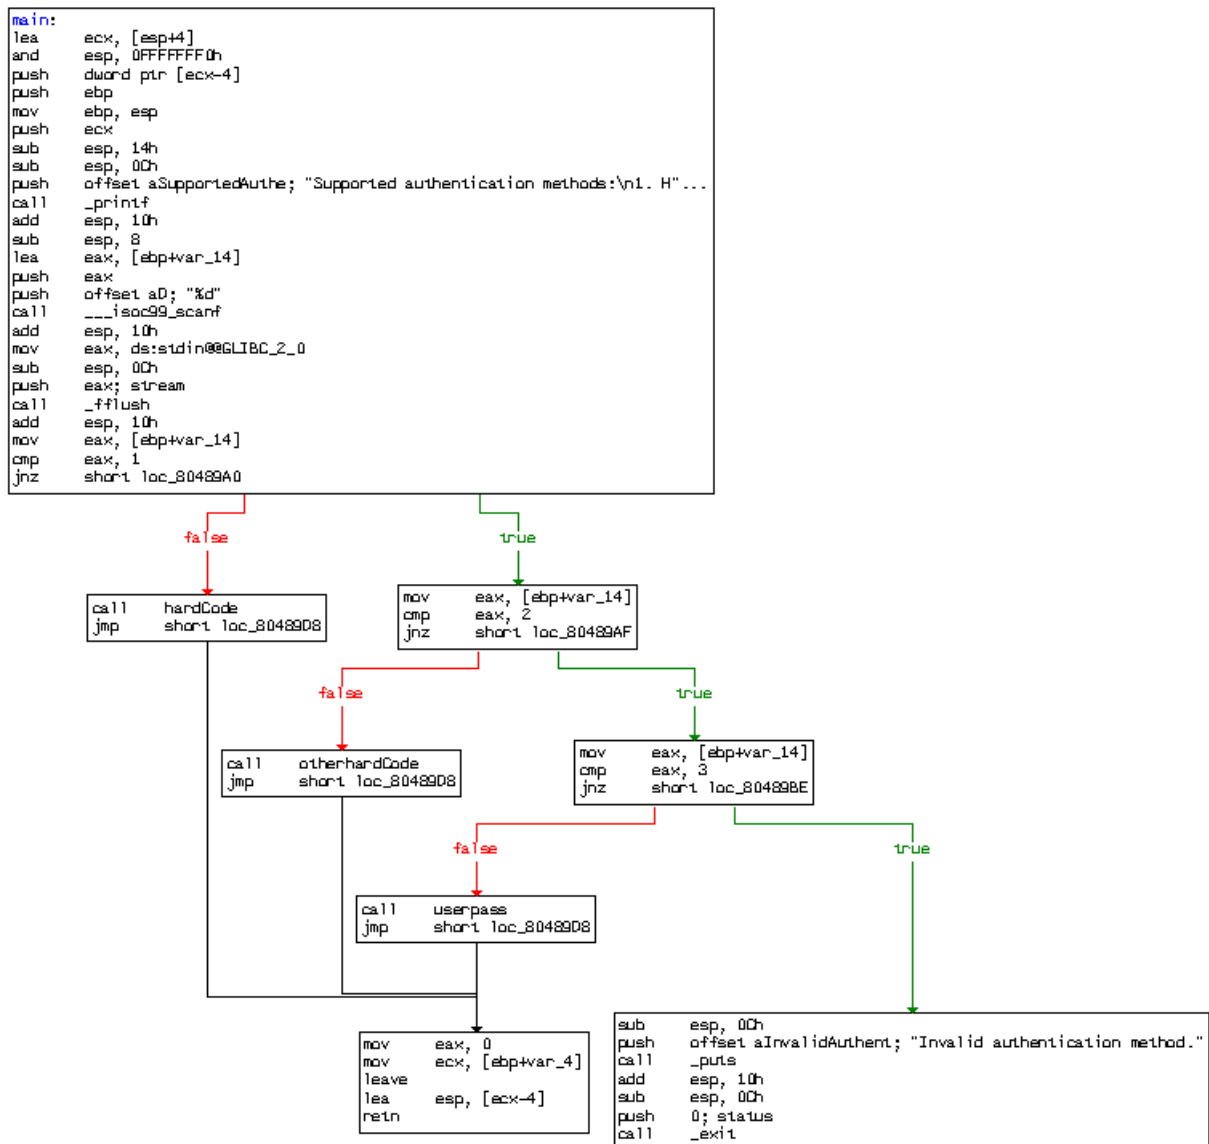 main:
lea ecx, [esp+4]
and esp, 0FFFFFFF0h
push dword ptr [ecx-4]
push ebp
mov ebp, esp
push ecx
sub esp, 14h
sub esp, 0Ch
push offset aSupportedAuthe; "Supported authentication methods:\n1. H"...
call _printf
add esp, 10h
sub esp, 8
lea eax, [ebp+var_14]
push eax
push offset aD; "%d"
call ___isoc99_scanf
add esp, 10h
mov eax, ds:stdin@@GLIBC_2_0
sub esp, 0Ch
push eax; stream
call _fflush
add esp, 10h
mov eax, [ebp+var_14]
cmp eax, 1
jnz short loc_80489A0
false
true
call hardCode
jmp short loc_80489D8
mov eax, [ebp+var_14]
cmp eax, 2
jnz short loc_80489AF
false
true
call otherhardCode
jmp short loc_80489D8
mov eax, [ebp+var_14]
cmp eax, 3
jnz short loc_80489BE
false
true
call userpass
jmp short loc_80489D8
mov eax, 0
mov ecx, [ebp+var_4]
leave
lea esp, [ecx-4]
retn
sub esp, 0Ch
push offset aInvalidAuthent; "Invalid authentication method."
call _puts
add esp, 10h
sub esp, 0Ch
push 0; status
call _exit